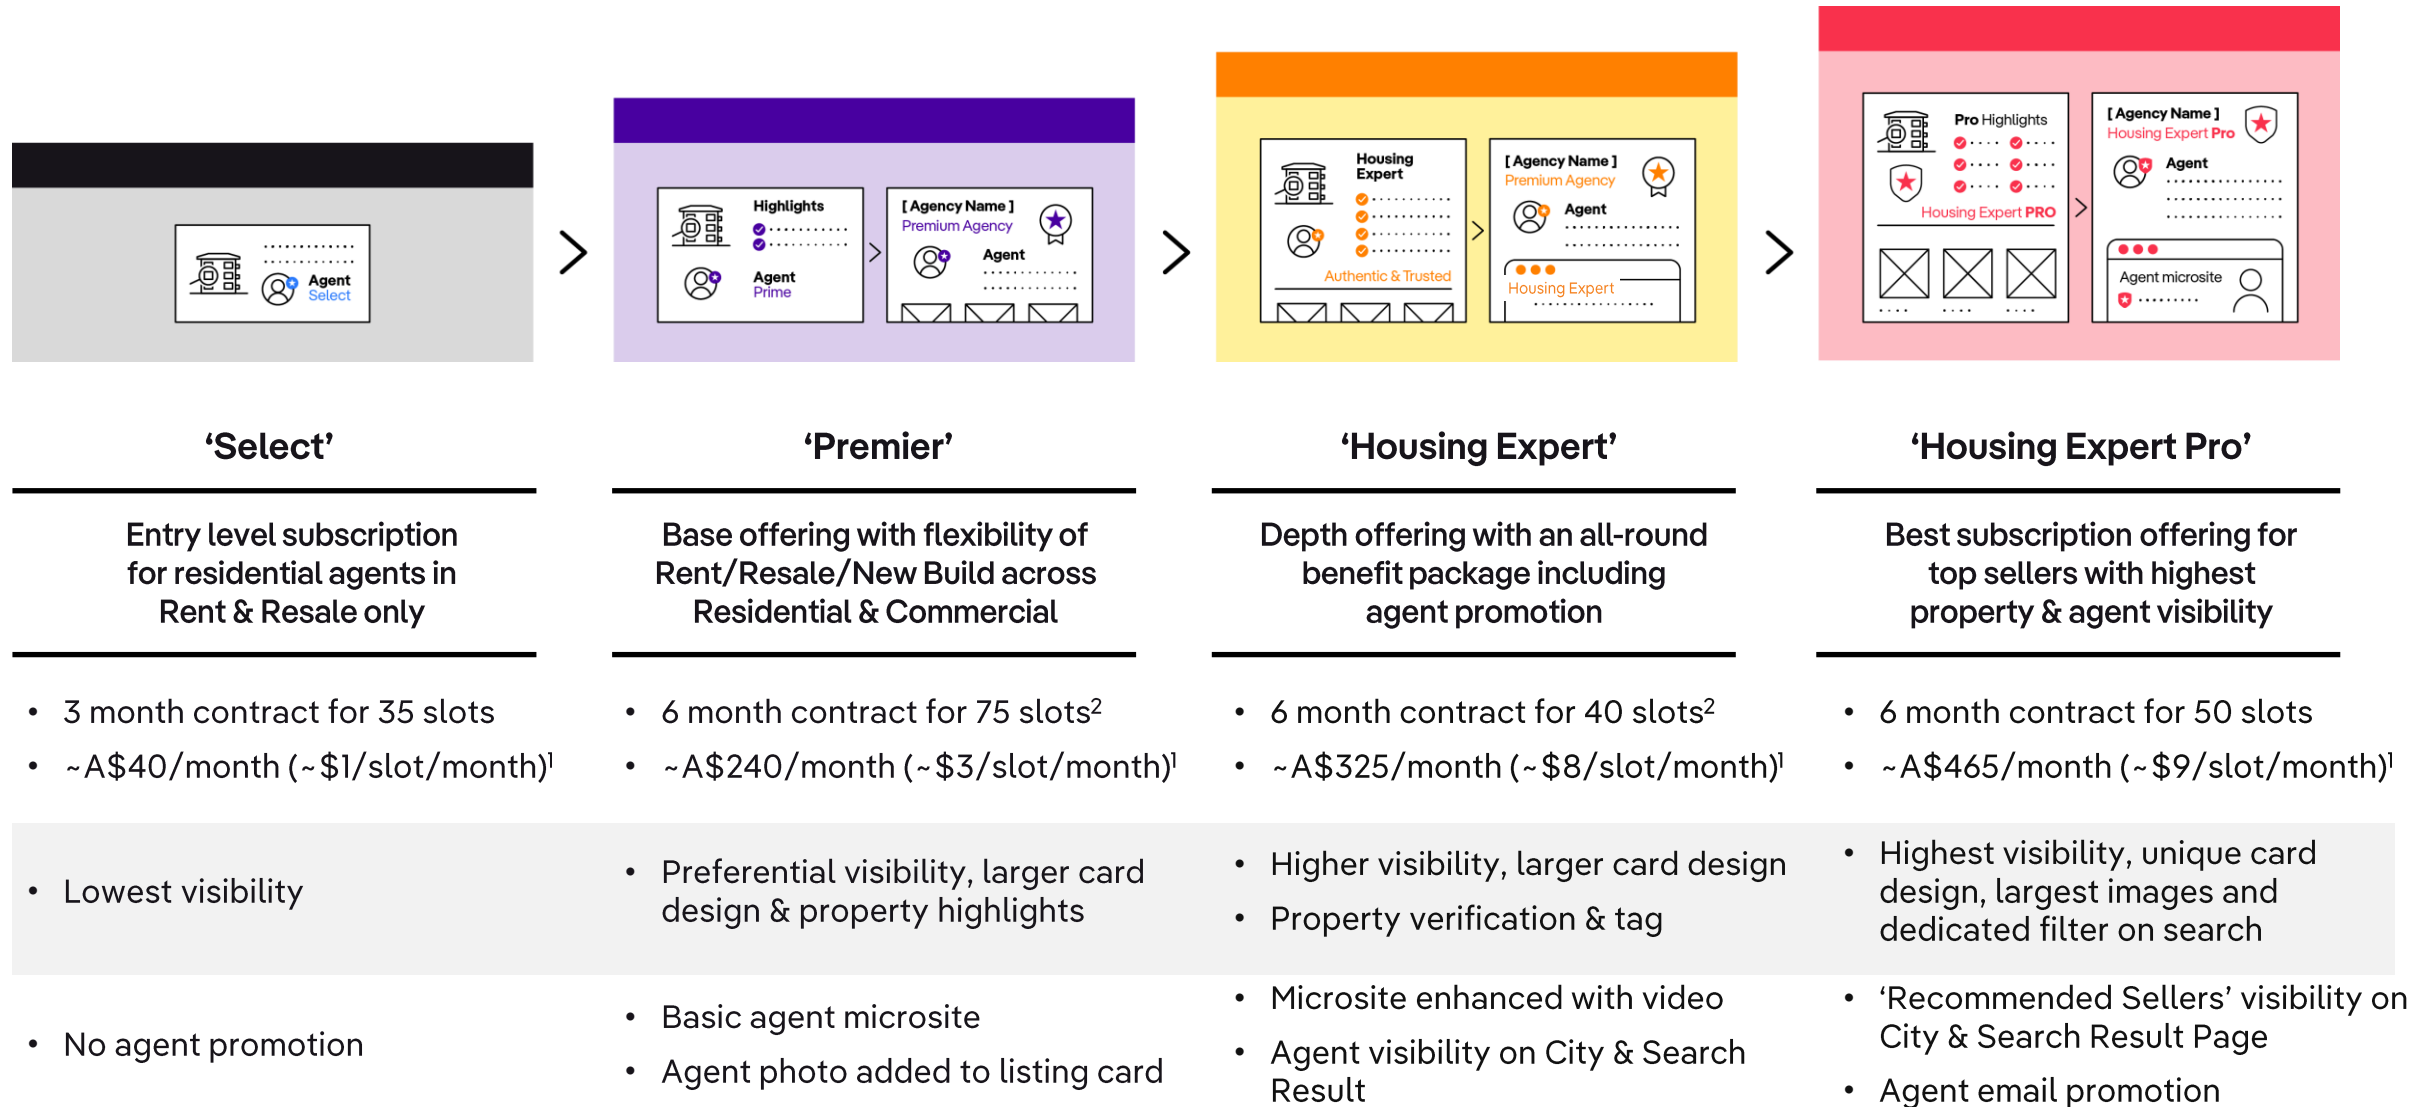 Agent
Select
Highlights
Agent
Prime
[ Agency Name ]
Premium Agency
Agent
Housing
Expert
Authentic & Trusted
[ Agency Name ]
Premium Agency
Agent
Housing Expert
Pro Highlights
Housing Expert PRO
[ Agency Name ]
Housing Expert Pro
Agent
Agent microsite
‘Select’
Entry level subscription
for residential agents in
Rent & Resale only
• 3 month contract for 35 slots
• ~A$40/month (~$1/slot/month)¹
• Lowest visibility
• No agent promotion
‘Premier’
Base offering with flexibility of
Rent/Resale/New Build across
Residential & Commercial
• 6 month contract for 75 slots²
• ~A$240/month (~$3/slot/month)¹
• Preferential visibility, larger card
design & property highlights
• Basic agent microsite
• Agent photo added to listing card
‘Housing Expert’
Depth offering with an all-round
benefit package including
agent promotion
• 6 month contract for 40 slots²
• ~A$325/month (~$8/slot/month)¹
• Higher visibility, larger card design
• Property verification & tag
• Microsite enhanced with video
• Agent visibility on City & Search
Result
‘Housing Expert Pro’
Best subscription offering for
top sellers with highest
property & agent visibility
• 6 month contract for 50 slots
• ~A$465/month (~$9/slot/month)¹
• Highest visibility, unique card
design, largest images and
dedicated filter on search
• ‘Recommended Sellers’ visibility on
City & Search Result Page
• Agent email promotion